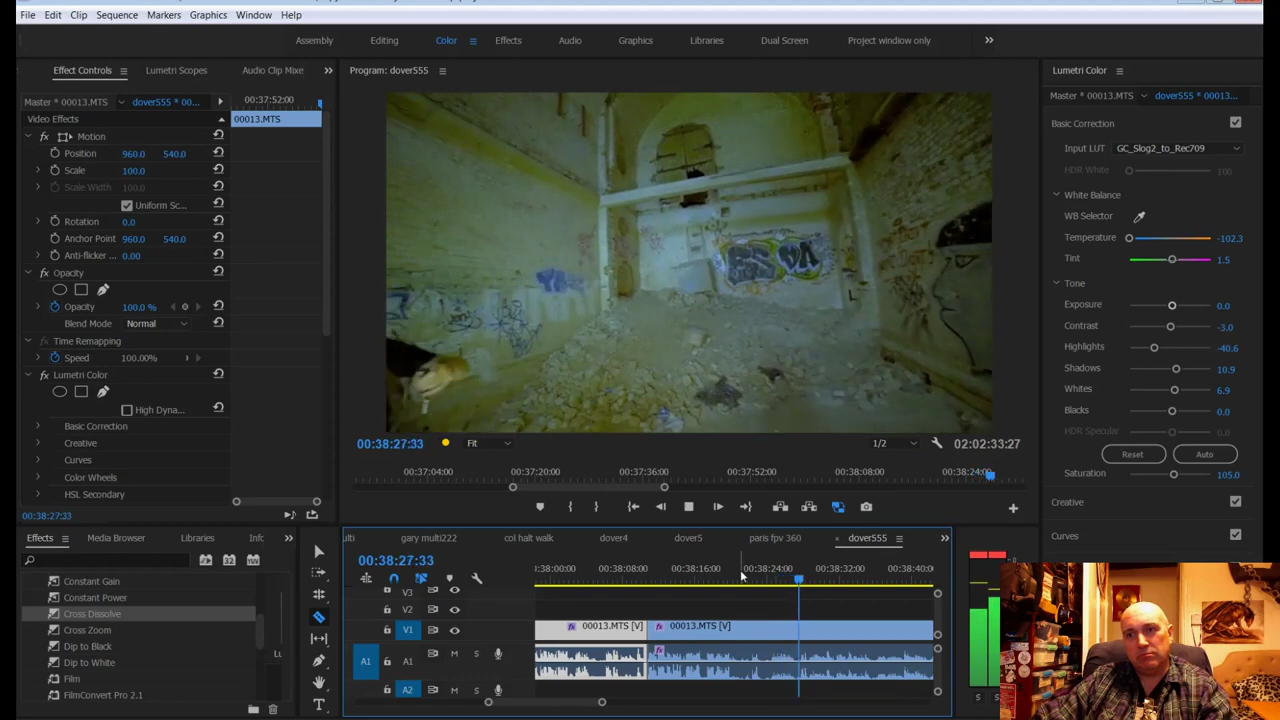 File Edit Clip Sequence Markers Graphics Window Help
Assembly Editing Color Effects Audio Graphics Libraries Dual Screen Project window only
Effect Controls Lumetri Scopes Audio Clip Mixe
Program: dover555
Lumetri Color
Master * 00013.MTS dover555 * 00... 00:37:52:00
Master * 00013.MTS dover555 * 00013...
Video Effects 00013.MTS
Basic Correction
Motion
Input LUT GC_Slog2_to_Rec709
Position 960.0 540.0
Scale 100.0
HDR White 100
Scale Width 100.0
White Balance
Uniform Sc...
WB Selector
Rotation 0.0
Temperature -102.3
Anchor Point 960.0 540.0
Anti-flicker ... 0.00
Tint 1.5
Opacity
Tone
Opacity 100.0 %
Exposure 0.0
Blend Mode Normal
Contrast -3.0
Time Remapping
Highlights -40.6
Speed 100.00%
Shadows 10.9
Lumetri Color
Whites 6.9
High Dyna...
Blacks 0.0
Basic Correction
HDR Specular 0.0
Creative
Reset Auto
Curves
Saturation 105.0
Color Wheels
Creative
HSL Secondary
Curves
00:38:27:33
00:38:27:33 Fit 1/2 02:02:33:27
00:37:04:00 00:37:20:00 00:37:36:00 00:37:52:00 00:38:08:00 00:38:24:00
Effects Media Browser Libraries Info
ulti gary multi222 col halt walk dover4 dover5 paris fpv 360 dover555
00:38:27:33
:38:00:00 00:38:08:00 00:38:16:00 00:38:24:00 00:38:32:00 00:38:40:00
Constant Gain
Constant Power
Cross Dissolve
Cross Zoom
Dip to Black
Dip to White
Film
FilmConvert Pro 2.1
Lu
V3
V2
V1 V1 00013.MTS [V] 00013.MTS [V]
A1 A1 M S
A2 M S
S S